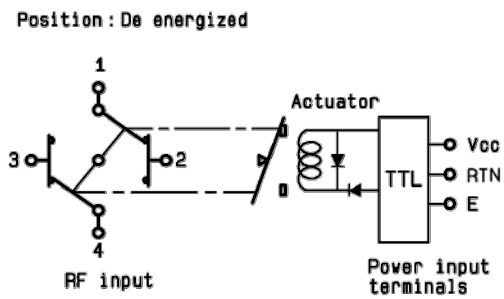 Position : De energized
1
Actuator
3
2
TTL
Vcc
RTN
E
4
RF input
Power input
terminals